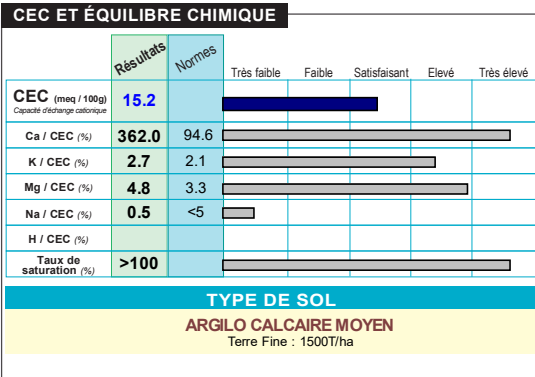 CEC ET ÉQUILIBRE CHIMIQUE
Résultats Normes Très faible Faible Satisfaisant Elevé Très élevé
CEC (meq / 100g) 15.2
Capacité d'échange cationique
Ca / CEC (%) 362.0 94.6
K / CEC (%) 2.7 2.1
Mg / CEC (%) 4.8 3.3
Na / CEC (%) 0.5 <5
H / CEC (%)
Taux de
saturation (%) >100
TYPE DE SOL
ARGILO CALCAIRE MOYEN
Terre Fine : 1500T/ha